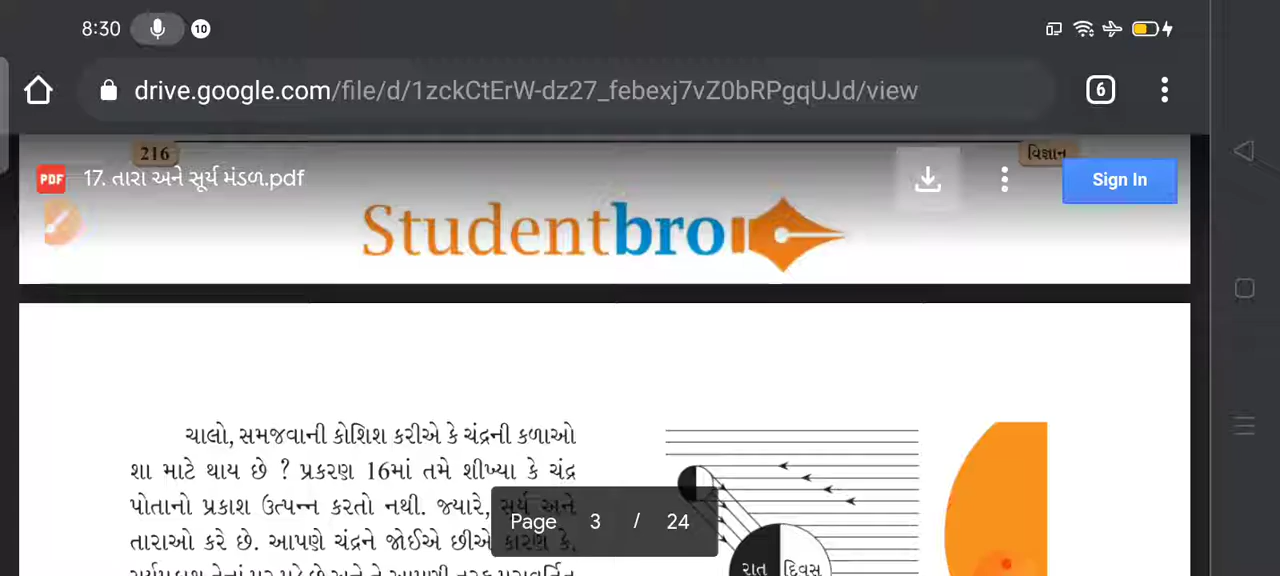 8:30
10
drive.google.com/file/d/1zckCtErW-dz27_febexj7vZ0bRPgqUJd/view
6
216
વિજ્ઞાન
PDF
17. તારા અને સૂર્ય મંડળ.pdf
Sign In
Studentbro
ચાલો, સમજવાની કોશિશ કરીએ કે ચંદ્રની કળાઓ
શા માટે થાય છે ? પ્રકરણ 16માં તમે શીખ્યા કે ચંદ્ર
પોતાનો પ્રકાશ ઉત્પન્ન કરતો નથી. જ્યારે, સૂર્ય અને
તારાઓ કરે છે. આપણે ચંદ્રને જોઈએ છીએ કારણ કે,
Page 3 / 24
રાત દિવસ